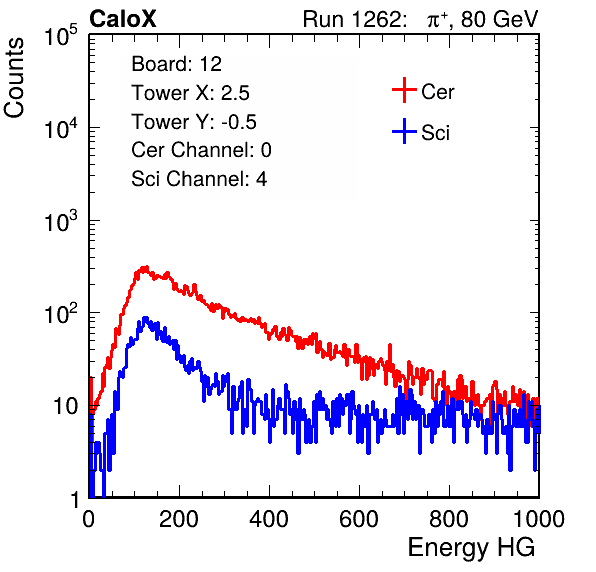 CaloX Run 1262: π⁺, 80 GeV
Counts
10⁵
10⁴
10³
10²
10
1
Board: 12
Tower X: 2.5
Tower Y: -0.5
Cer Channel: 0
Sci Channel: 4
Cer
Sci
0 200 400 600 800 1000
Energy HG